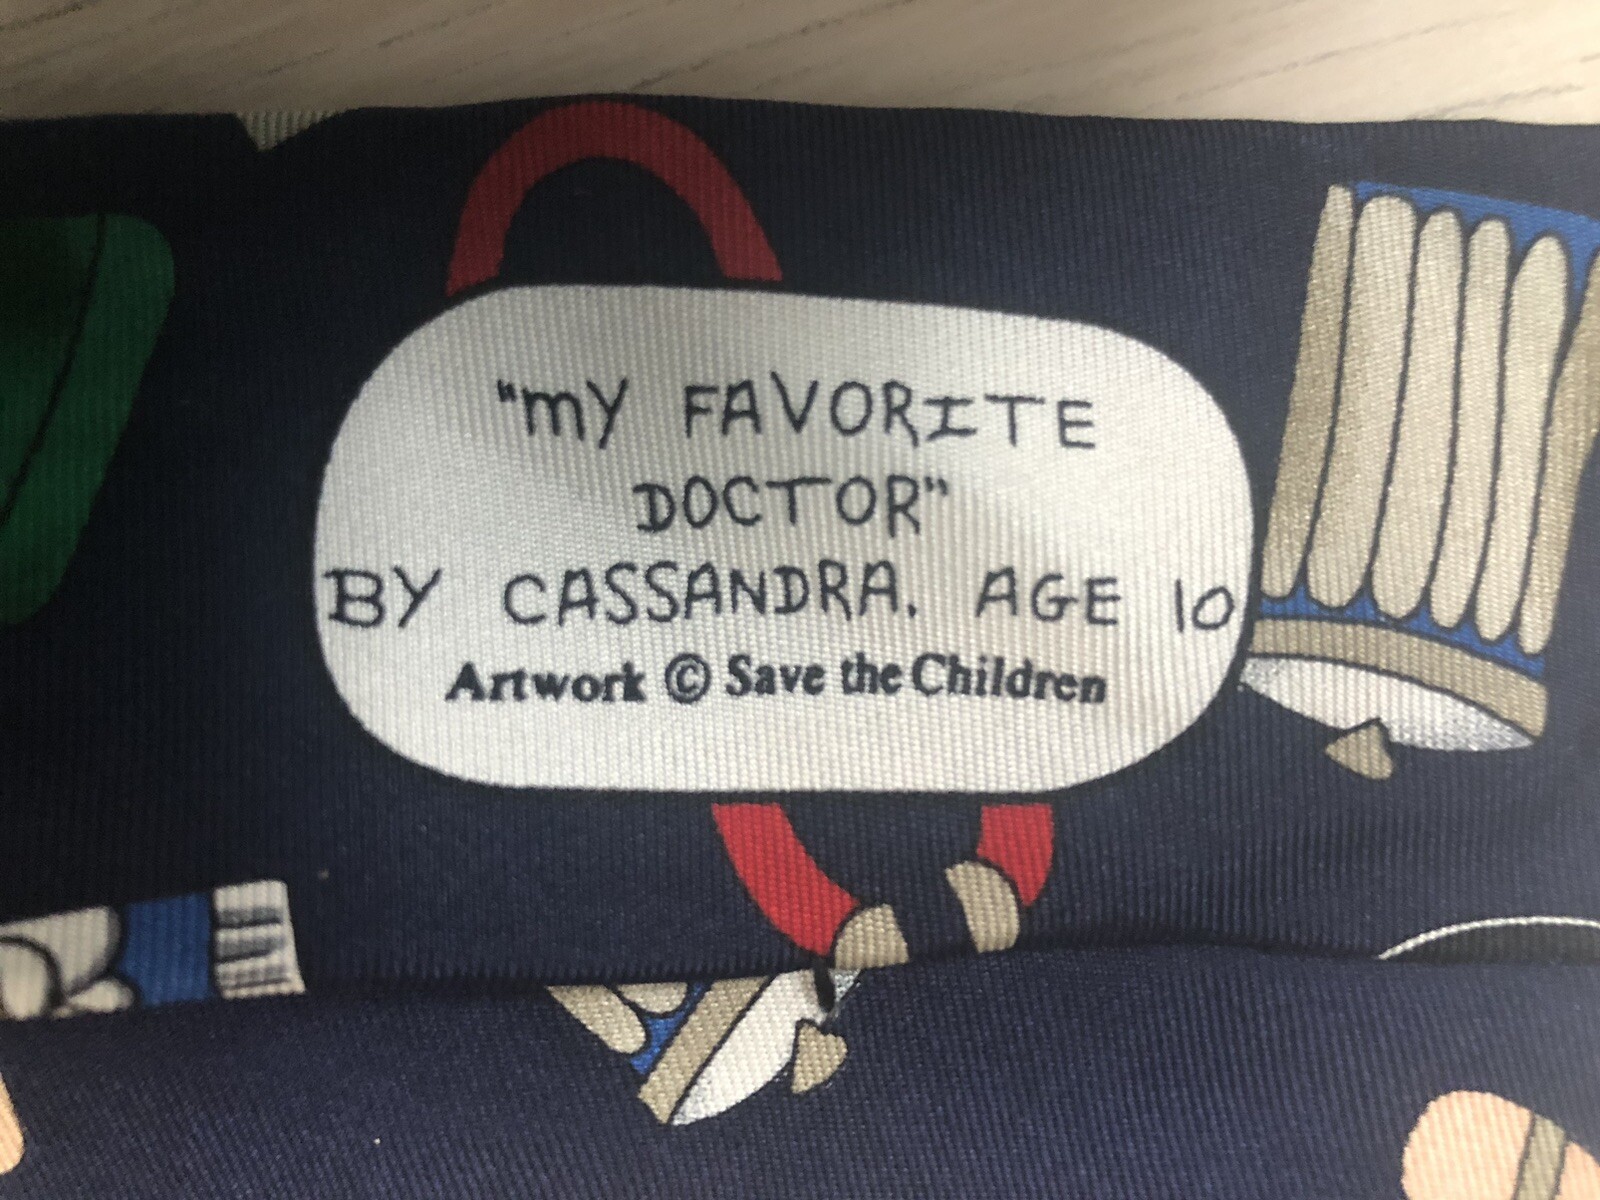 "mY FAVORITE
DOCTOR"
BY CASSANDRA. AGE 10
Artwork © Save the Children